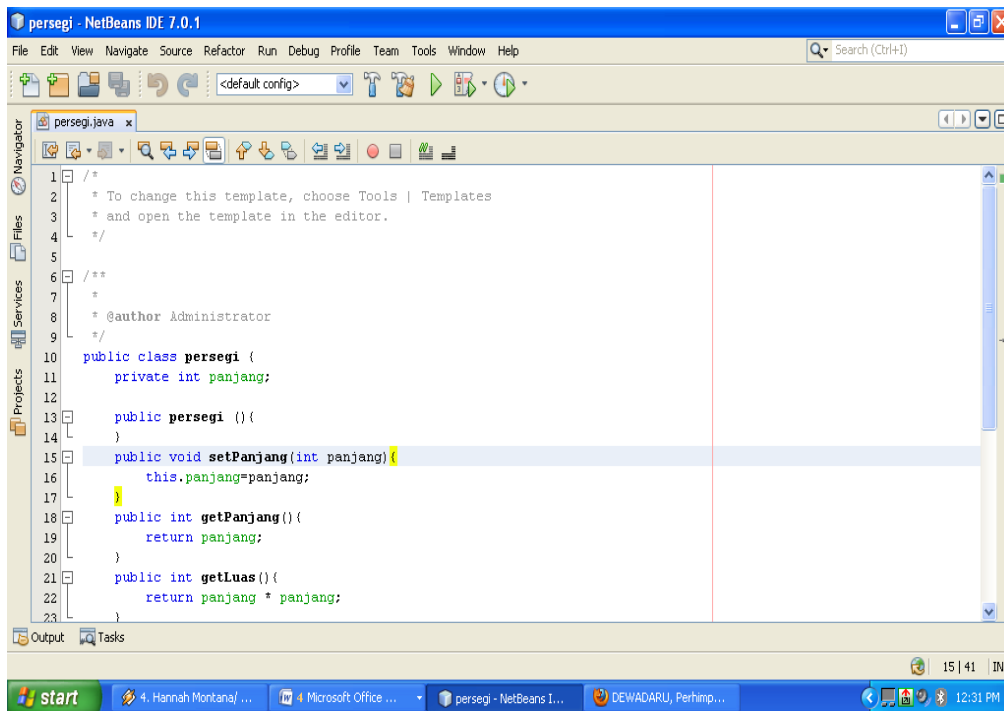 persegi - NetBeans IDE 7.0.1
File Edit View Navigate Source Refactor Run Debug Profile Team Tools Window Help
Search (Ctrl+I)
<default config>
persegi.java x
Navigator
Files
Services
Projects
1 /*
2 * To change this template, choose Tools | Templates
3 * and open the template in the editor.
4 */
5
6 /**
7 *
8 * @author Administrator
9 */
10 public class persegi {
11 private int panjang;
12
13 public persegi (){
14 }
15 public void setPanjang(int panjang){
16 this.panjang=panjang;
17 }
18 public int getPanjang(){
19 return panjang;
20 }
21 public int getLuas(){
22 return panjang * panjang;
23 }
Output Tasks
15 | 41 IN
start 4. Hannah Montana/ ... 4 Microsoft Office ... persegi - NetBeans I... DEWADARU, Perhimp... 12:31 PM